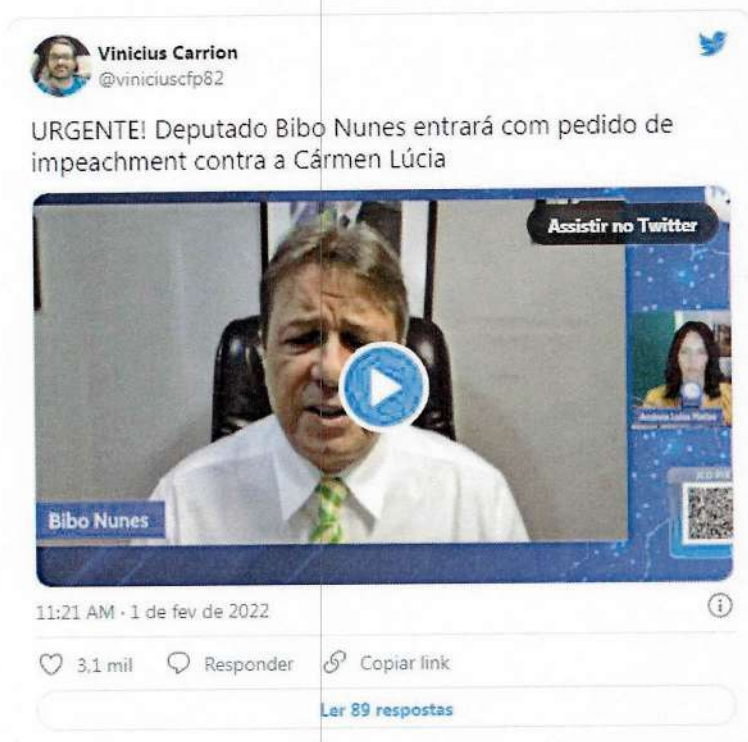 Vinicius Carrion
@viniciuscfp82
URGENTE! Deputado Bibo Nunes entrará com pedido de
impeachment contra a Cármen Lúcia
Assistir no Twitter
Bibo Nunes
11:21 AM · 1 de fev de 2022
3,1 mil
Responder
Copiar link
Ler 89 respostas